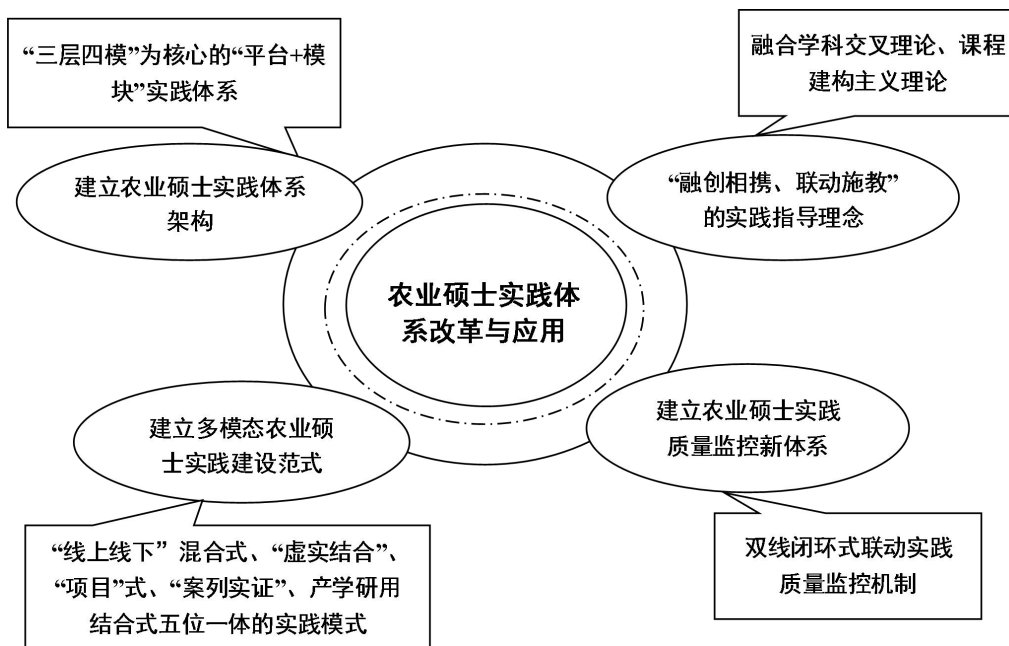 “三层四模”为核心的“平台+模
块”实践体系
融合学科交叉理论、课程
建构主义理论
建立农业硕士实践体系
架构
“融创相携、联动施教”
的实践指导理念
农业硕士实践体
系改革与应用
建立多模态农业硕
士实践建设范式
建立农业硕士实践
质量监控新体系
“线上线下”混合式、“虚实结合”、
“项目”式、“案列实证”、产学研用
结合式五位一体的实践模式
双线闭环式联动实践
质量监控机制